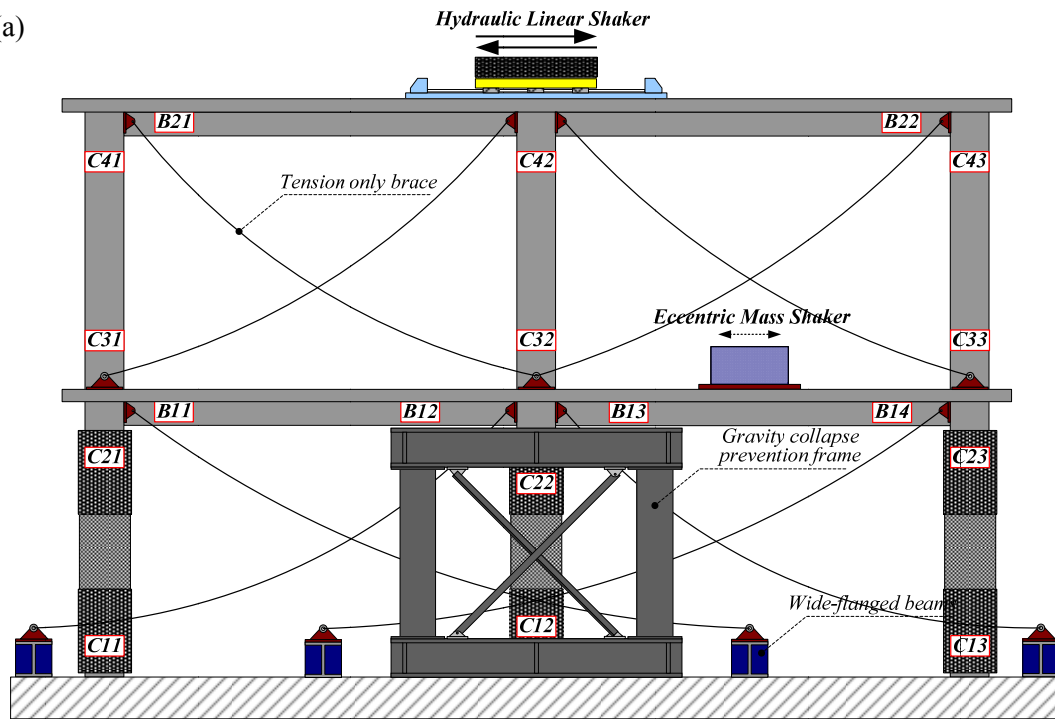 (a)
Hydraulic Linear Shaker
B21
B22
C41
C42
C43
Tension only brace
Eccentric Mass Shaker
C31
C32
C33
B11
B12
B13
B14
Gravity collapse
prevention frame
C21
C22
C23
Wide-flanged beams
C11
C12
C13